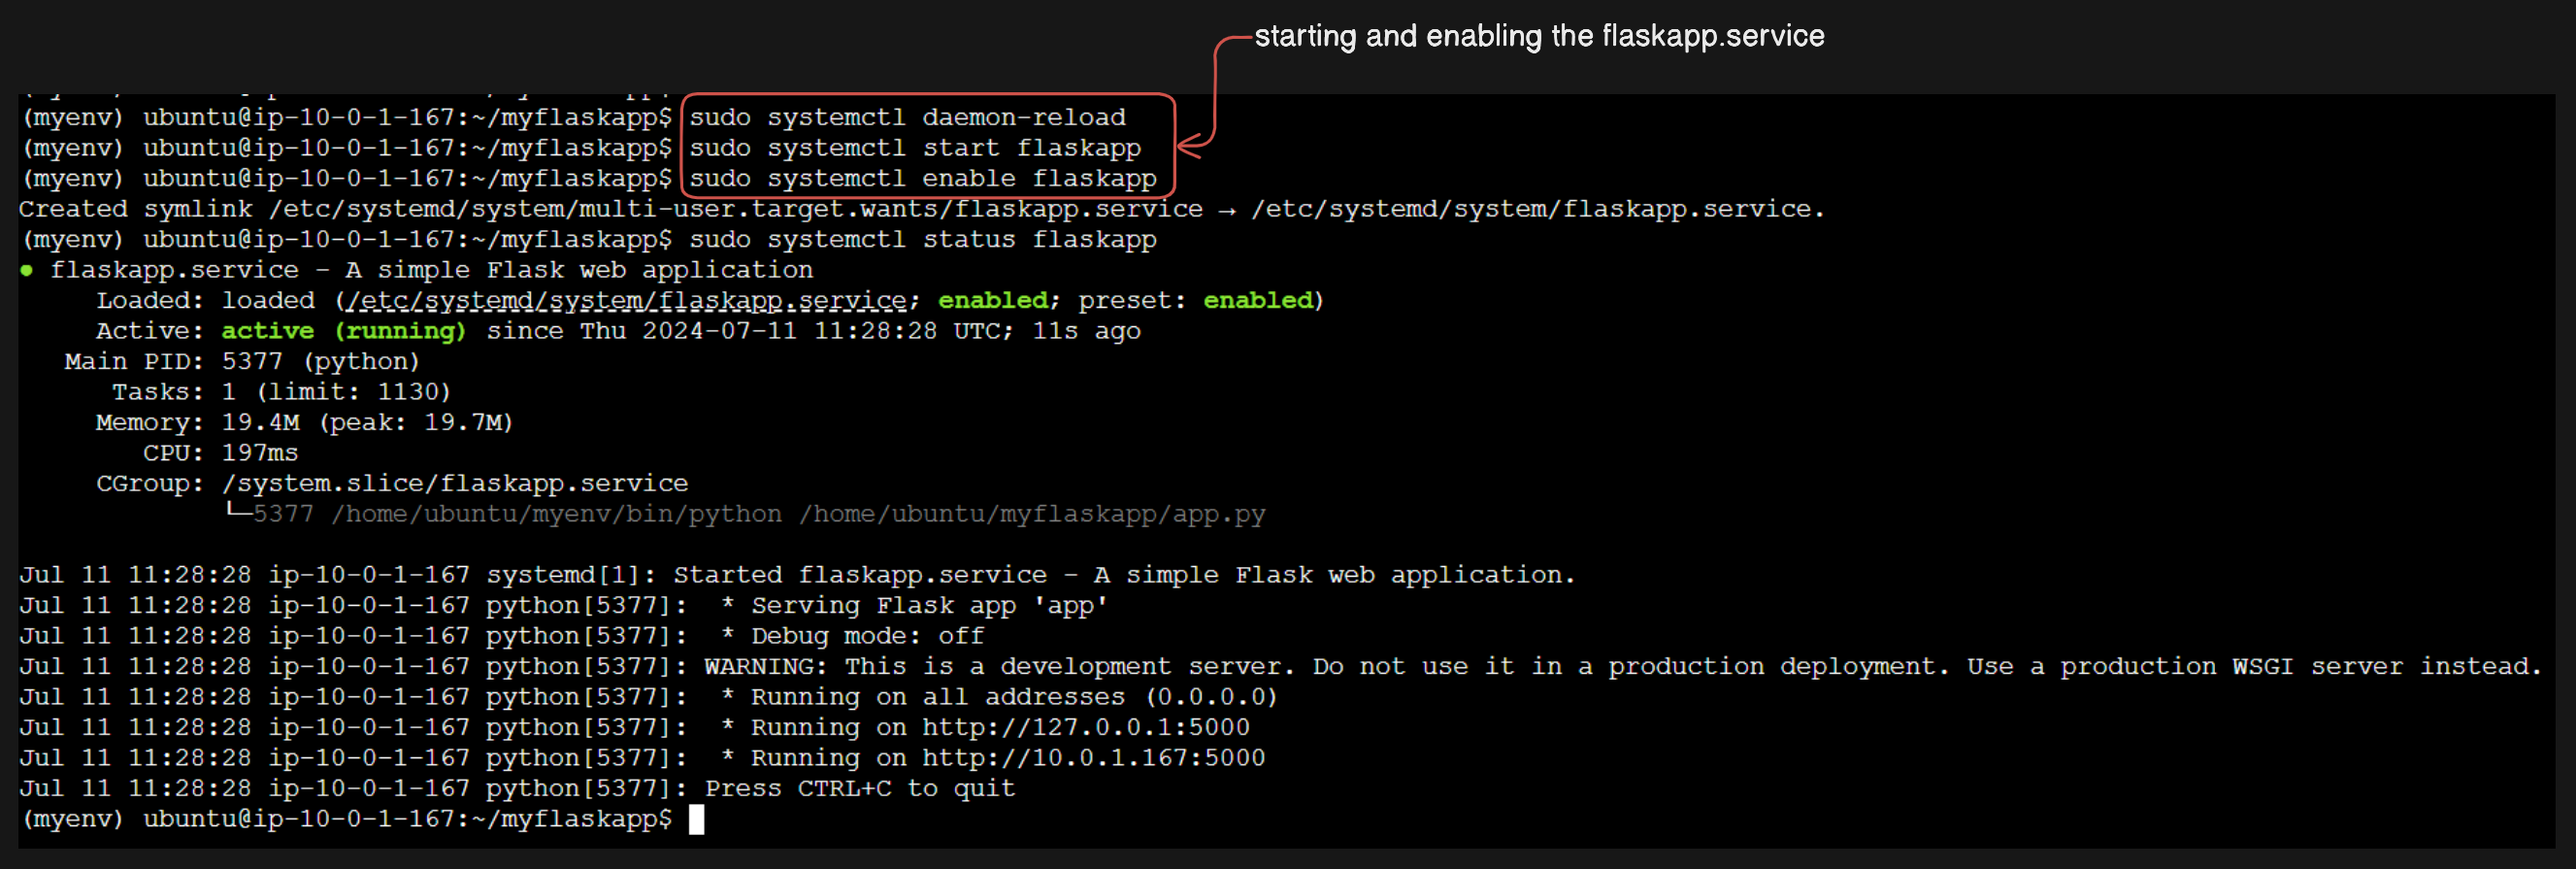 starting and enabling the flaskapp.service
(myenv) ubuntu@ip-10-0-1-167:~/myflaskapp$ sudo systemctl daemon-reload
(myenv) ubuntu@ip-10-0-1-167:~/myflaskapp$ sudo systemctl start flaskapp
(myenv) ubuntu@ip-10-0-1-167:~/myflaskapp$ sudo systemctl enable flaskapp
Created symlink /etc/systemd/system/multi-user.target.wants/flaskapp.service → /etc/systemd/system/flaskapp.service.
(myenv) ubuntu@ip-10-0-1-167:~/myflaskapp$ sudo systemctl status flaskapp
● flaskapp.service - A simple Flask web application
Loaded: loaded (/etc/systemd/system/flaskapp.service; enabled; preset: enabled)
Active: active (running) since Thu 2024-07-11 11:28:28 UTC; 11s ago
Main PID: 5377 (python)
Tasks: 1 (limit: 1130)
Memory: 19.4M (peak: 19.7M)
CPU: 197ms
CGroup: /system.slice/flaskapp.service
└─5377 /home/ubuntu/myenv/bin/python /home/ubuntu/myflaskapp/app.py
Jul 11 11:28:28 ip-10-0-1-167 systemd[1]: Started flaskapp.service - A simple Flask web application.
Jul 11 11:28:28 ip-10-0-1-167 python[5377]:  * Serving Flask app 'app'
Jul 11 11:28:28 ip-10-0-1-167 python[5377]:  * Debug mode: off
Jul 11 11:28:28 ip-10-0-1-167 python[5377]: WARNING: This is a development server. Do not use it in a production deployment. Use a production WSGI server instead.
Jul 11 11:28:28 ip-10-0-1-167 python[5377]:  * Running on all addresses (0.0.0.0)
Jul 11 11:28:28 ip-10-0-1-167 python[5377]:  * Running on http://127.0.0.1:5000
Jul 11 11:28:28 ip-10-0-1-167 python[5377]:  * Running on http://10.0.1.167:5000
Jul 11 11:28:28 ip-10-0-1-167 python[5377]: Press CTRL+C to quit
(myenv) ubuntu@ip-10-0-1-167:~/myflaskapp$